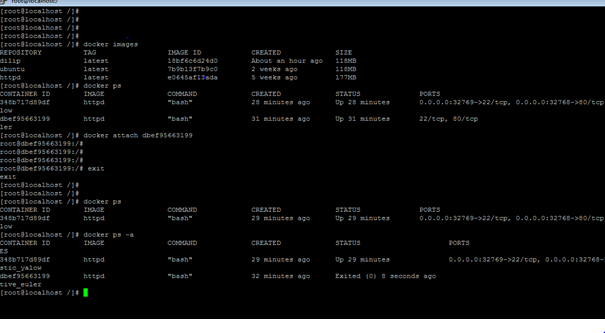 root@localhost:/
[root@localhost /]#
[root@localhost /]#
[root@localhost /]#
[root@localhost /]#
[root@localhost /]# docker images
REPOSITORY TAG IMAGE ID CREATED SIZE
dilip latest 18bf6c6d24d0 About an hour ago 118MB
ubuntu latest 7b9b13f7b9c0 2 weeks ago 118MB
httpd latest e0645af13ada 5 weeks ago 177MB
[root@localhost /]# docker ps
CONTAINER ID IMAGE COMMAND CREATED STATUS PORTS
348b717d89df httpd "bash" 28 minutes ago Up 28 minutes 0.0.0.0:32769->22/tcp, 0.0.0.0:32768->80/tcp
low
dbef95663199 httpd "bash" 31 minutes ago Up 31 minutes 22/tcp, 80/tcp
ler
[root@localhost /]# docker attach dbef95663199
root@dbef95663199:/#
root@dbef95663199:/#
root@dbef95663199:/#
root@dbef95663199:/# exit
exit
[root@localhost /]#
[root@localhost /]#
[root@localhost /]# docker ps
CONTAINER ID IMAGE COMMAND CREATED STATUS PORTS
348b717d89df httpd "bash" 29 minutes ago Up 29 minutes 0.0.0.0:32769->22/tcp, 0.0.0.0:32768->80/tcp
low
[root@localhost /]# docker ps -a
CONTAINER ID IMAGE COMMAND CREATED STATUS PORTS
ES
348b717d89df httpd "bash" 29 minutes ago Up 29 minutes 0.0.0.0:32769->22/tcp, 0.0.0.0:32768-
stic_yalow
dbef95663199 httpd "bash" 32 minutes ago Exited (0) 8 seconds ago
tive_euler
[root@localhost /]#